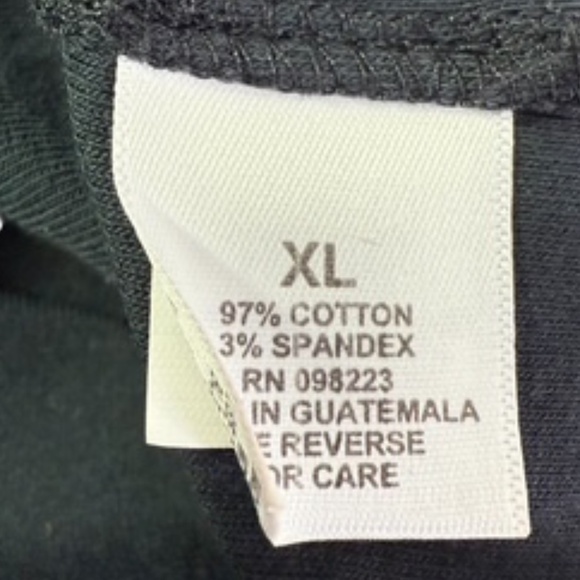 XL
97% COTTON
3% SPANDEX
RN 098223
IN GUATEMALA
REVERSE
CARE